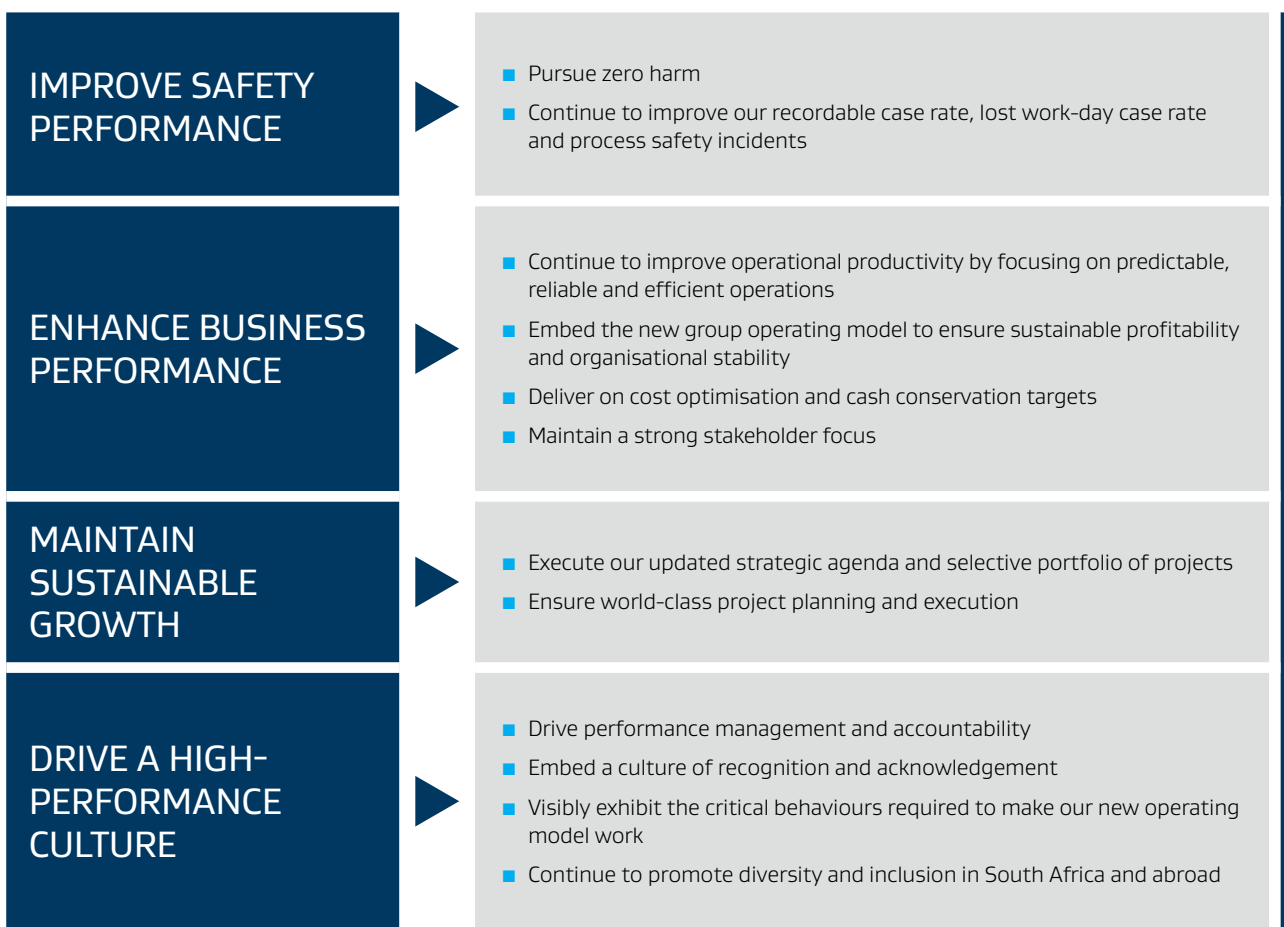 IMPROVE SAFETY
PERFORMANCE
■ Pursue zero harm
■ Continue to improve our recordable case rate, lost work-day case rate
and process safety incidents
ENHANCE BUSINESS
PERFORMANCE
■ Continue to improve operational productivity by focusing on predictable,
reliable and efficient operations
■ Embed the new group operating model to ensure sustainable profitability
and organisational stability
■ Deliver on cost optimisation and cash conservation targets
■ Maintain a strong stakeholder focus
MAINTAIN
SUSTAINABLE
GROWTH
■ Execute our updated strategic agenda and selective portfolio of projects
■ Ensure world-class project planning and execution
DRIVE A HIGH-
PERFORMANCE
CULTURE
■ Drive performance management and accountability
■ Embed a culture of recognition and acknowledgement
■ Visibly exhibit the critical behaviours required to make our new operating
model work
■ Continue to promote diversity and inclusion in South Africa and abroad